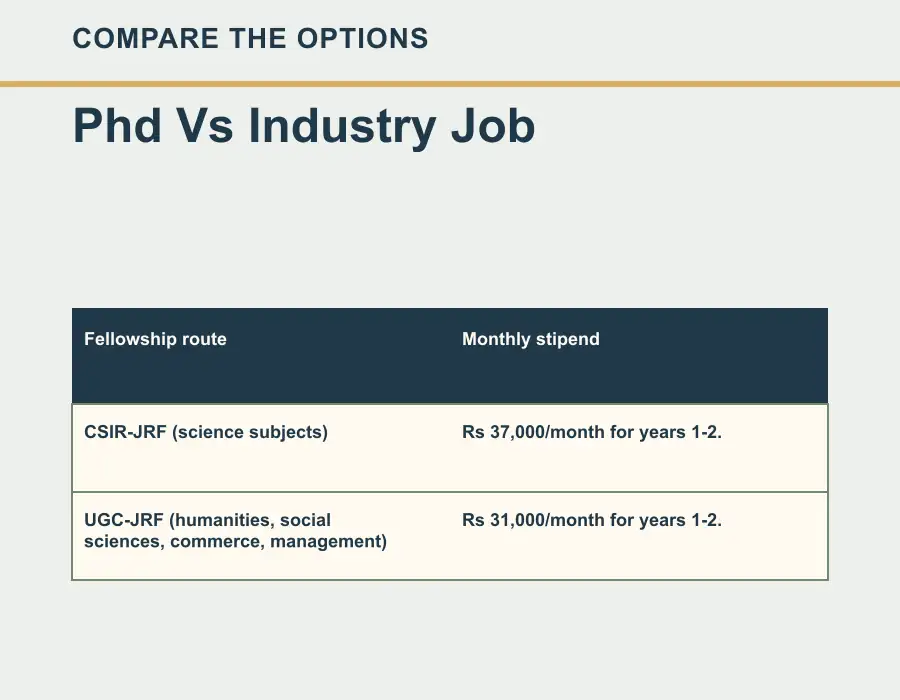 COMPARE THE OPTIONS
Phd Vs Industry Job
Fellowship route
Monthly stipend
CSIR-JRF (science subjects)
Rs 37,000/month for years 1-2.
UGC-JRF (humanities, social
sciences, commerce, management)
Rs 31,000/month for years 1-2.